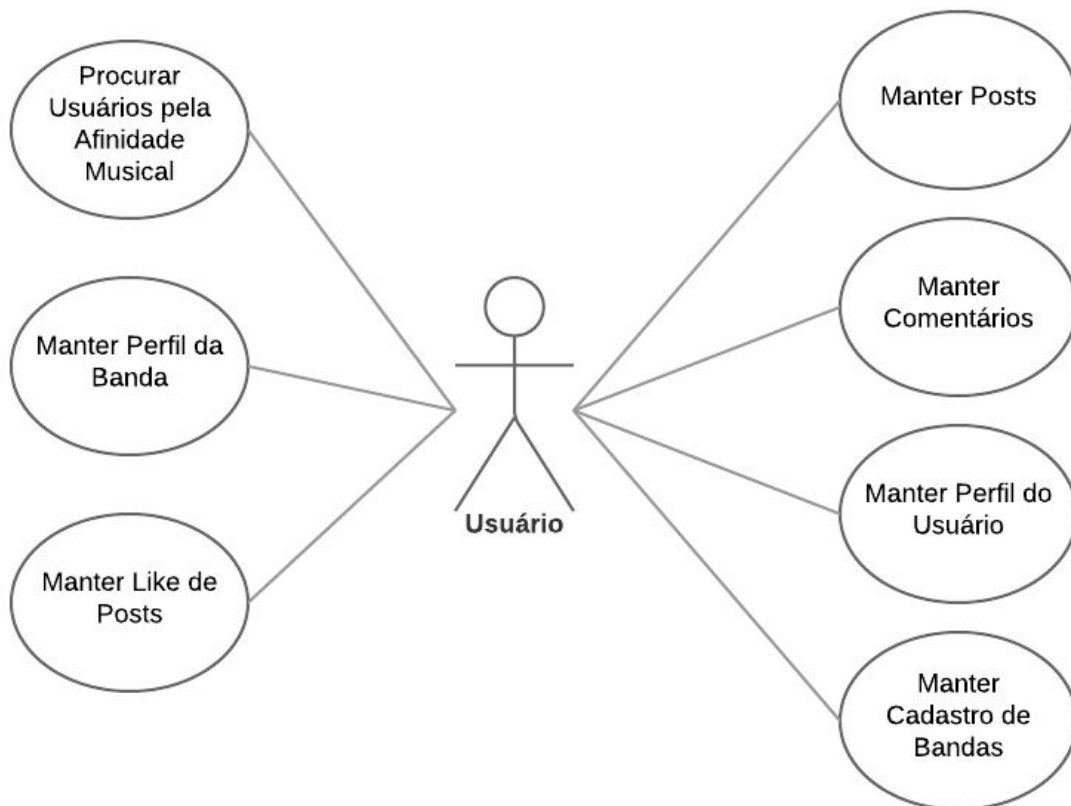 Procurar
Usuários pela
Afinidade
Musical
Manter Perfil da
Banda
Manter Like de
Posts
Usuário
Manter Posts
Manter
Comentários
Manter Perfil do
Usuário
Manter
Cadastro de
Bandas